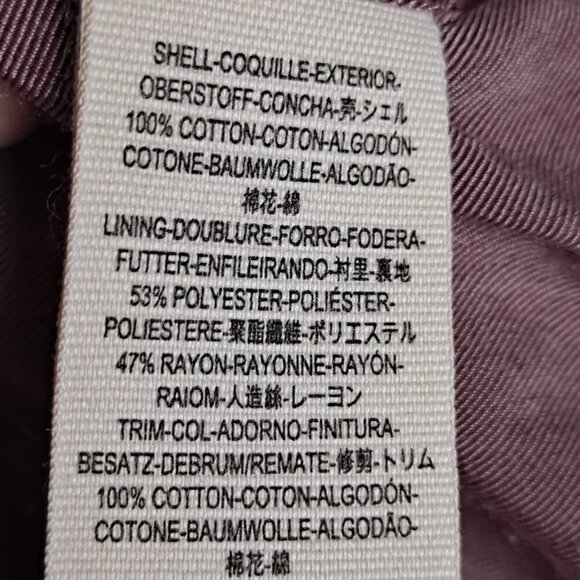 SHELL-COQUILLE-EXTERIOR-
OBERSTOFF-CONCHA-壳-シェル
100% COTTON-COTON-ALGODÓN-
COTONE-BAUMWOLLE-ALGODÃO-
棉花-綿
LINING-DOUBLURE-FORRO-FODERA-
FUTTER-ENFILEIRANDO-衬里-裏地
53% POLYESTER-POLIÉSTER-
POLIESTERE-聚酯纖維-ポリエステル
47% RAYON-RAYONNE-RAYÓN-
RAIOM-人造絲-レーヨン
TRIM-COL-ADORNO-FINITURA-
BESATZ-DEBRUM/REMATE-修剪-トリム
100% COTTON-COTON-ALGODÓN-
COTONE-BAUMWOLLE-ALGODÃO-
棉花-綿